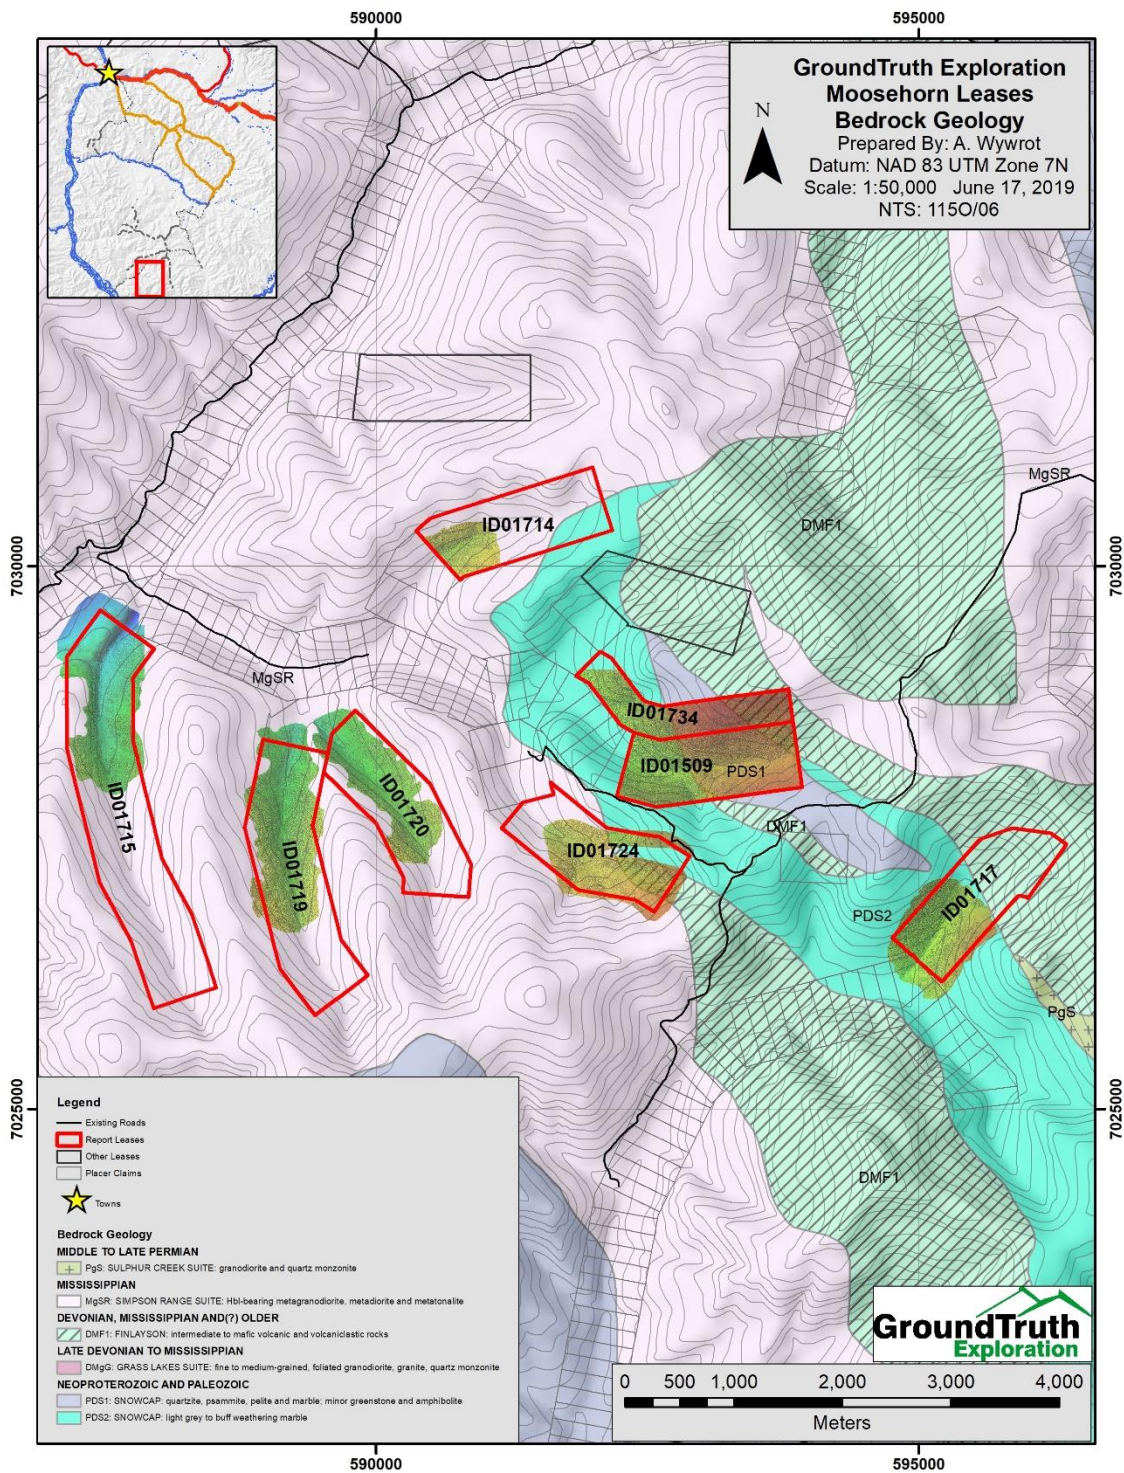 590000
595000
GroundTruth Exploration
Moosehorn Leases
Bedrock Geology
Prepared By: A. Wywrot
Datum: NAD 83 UTM Zone 7N
Scale: 1:50,000 June 17, 2019
NTS: 115O/06
N
MgSR
ID01714
DMF1
7030000
7030000
MgSR
ID01734
ID01509
PDS1
ID01715
ID01720
DMF1
ID01724
ID01719
ID01717
PDS2
PgS
7025000
7025000
DMF1
Legend
Existing Roads
Report Leases
Other Leases
Placer Claims
Towns
Bedrock Geology
MIDDLE TO LATE PERMIAN
PgS: SULPHUR CREEK SUITE: granodiorite and quartz monzonite
MISSISSIPPIAN
MgSR: SIMPSON RANGE SUITE: Hbl-bearing metagranodiorite, metadiorite and metatonalite
DEVONIAN, MISSISSIPPIAN AND(?) OLDER
DMF1: FINLAYSON: intermediate to mafic volcanic and volcaniclastic rocks
LATE DEVONIAN TO MISSISSIPPIAN
DMgG: GRASS LAKES SUITE: fine to medium-grained, foliated granodiorite, granite, quartz monzonite
NEOPROTEROZOIC AND PALEOZOIC
PDS1: SNOWCAP: quartzite, psammite, pelite and marble; minor greenstone and amphibolite
PDS2: SNOWCAP: light grey to buff weathering marble
GroundTruth
Exploration
0 500 1,000 2,000 3,000 4,000
Meters
590000
595000